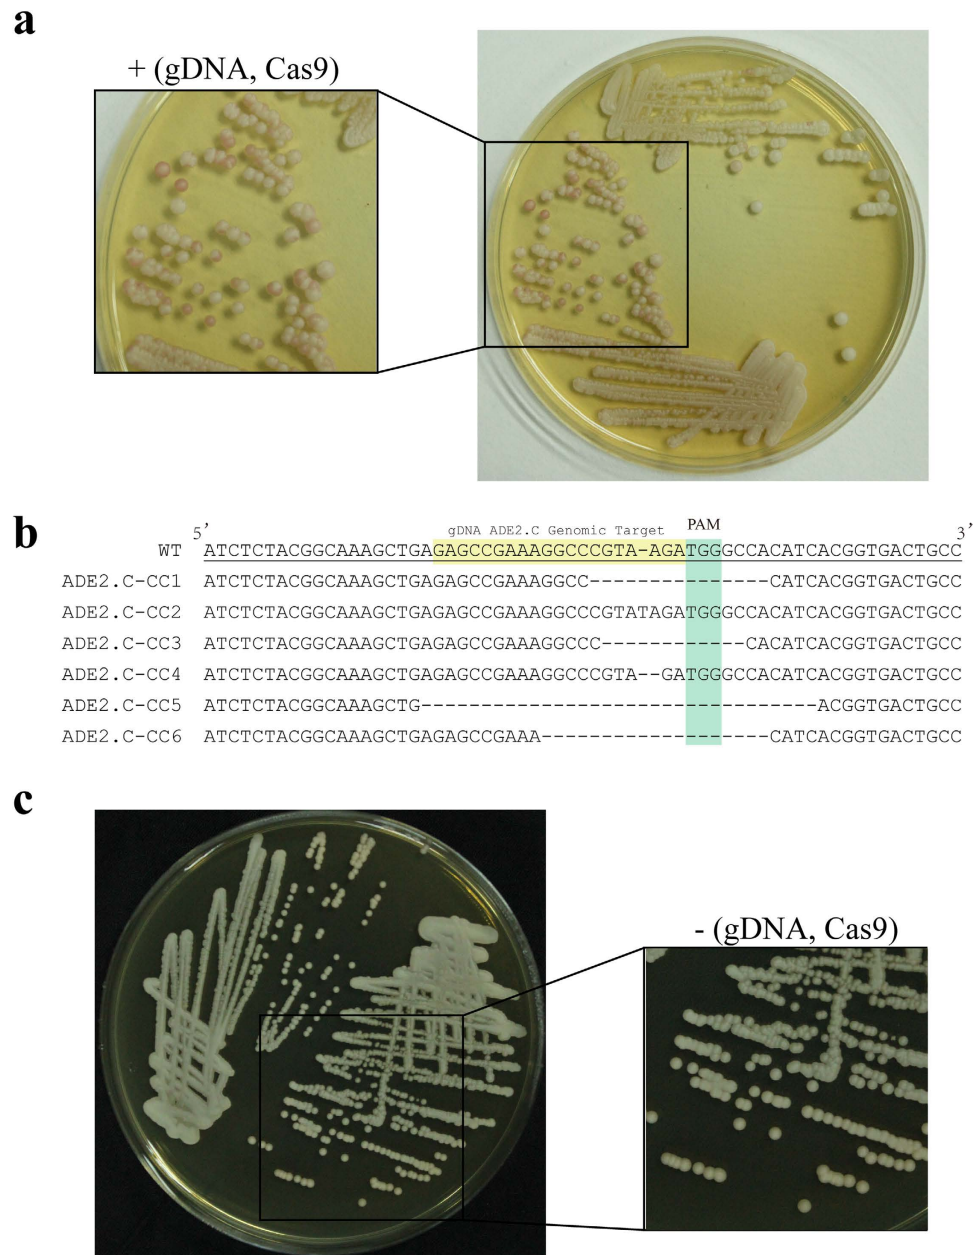 a
+ (gDNA, Cas9)
b
5' gDNA ADE2.C Genomic Target PAM 3'
WT ATCTCTACGGCAAAGCTGAGAGCCGAAAGGCCCGTA-AGATGGGCCACATCACGGTGACTGCC
ADE2.C-CC1 ATCTCTACGGCAAAGCTGAGAGCCGAAAGGCC---------------CATCACGGTGACTGCC
ADE2.C-CC2 ATCTCTACGGCAAAGCTGAGAGCCGAAAGGCCCGTATAGATGGGCCACATCACGGTGACTGCC
ADE2.C-CC3 ATCTCTACGGCAAAGCTGAGAGCCGAAAGGCCC------------CACATCACGGTGACTGCC
ADE2.C-CC4 ATCTCTACGGCAAAGCTGAGAGCCGAAAGGCCCGTA--GATGGGCCACATCACGGTGACTGCC
ADE2.C-CC5 ATCTCTACGGCAAAGCTG---------------------------------ACGGTGACTGCC
ADE2.C-CC6 ATCTCTACGGCAAAGCTGAGAGCCGAAA-------------------CATCACGGTGACTGCC
c
- (gDNA, Cas9)